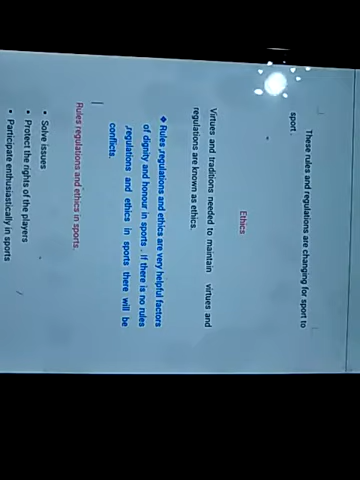 These rules and regulations are changing for sport to
sport .
Ethics
Virtues and traditions needed to maintain virtues and
regulations are known as ethics.
❖ Rules ,regulations and ethics are very helpful factors
of dignity and honour in sports . If there is no rules
,regulations and ethics in sports there will be
conflicts.
Rules regulations and ethics in sports.
• Solve issues
• Protect the rights of the players
• Participate enthusiastically in sports